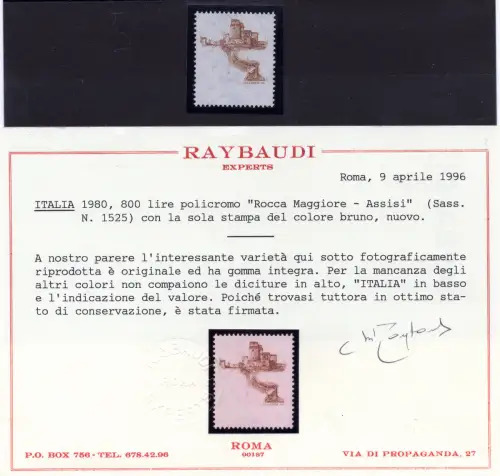 RAYBAUDI
EXPERTS
Roma, 9 aprile 1996
ITALIA 1980, 800 lire policromo "Rocca Maggiore - Assisi" (Sass.
N. 1525) con la sola stampa del colore bruno, nuovo.
A nostro parere l'interessante varietà qui sotto fotograficamente
riprodotta è originale ed ha gomma integra. Per la mancanza degli
altri colori non compaiono le diciture in alto, "ITALIA" in basso
e l'indicazione del valore. Poiché trovasi tuttora in ottimo sta-
to di conservazione, è stata firmata.
ROMA
00187
P.O. BOX 756 - TEL. 678.42.96
VIA DI PROPAGANDA, 27